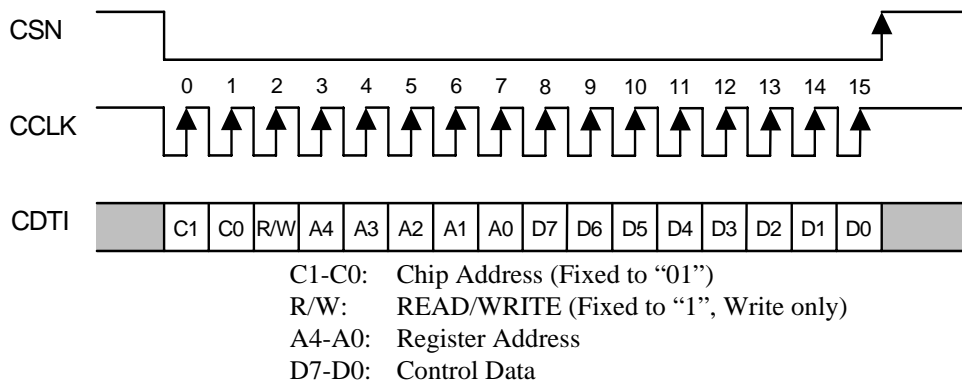 CSN
0 1 2 3 4 5 6 7 8 9 10 11 12 13 14 15
CCLK
CDTI C1 C0 R/W A4 A3 A2 A1 A0 D7 D6 D5 D4 D3 D2 D1 D0
C1-C0: Chip Address (Fixed to “01”)
R/W: READ/WRITE (Fixed to “1”, Write only)
A4-A0: Register Address
D7-D0: Control Data